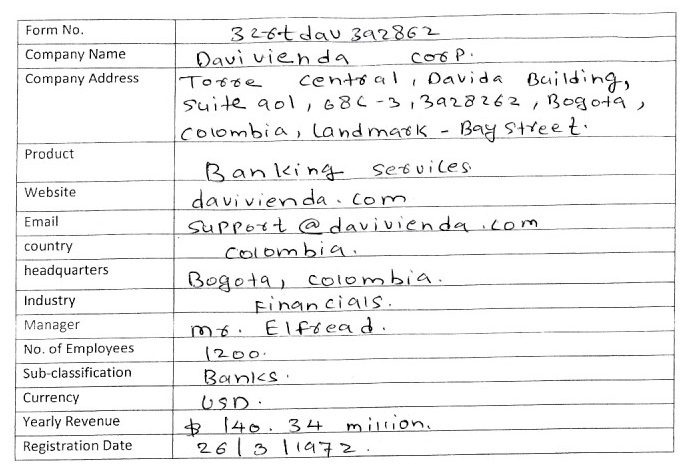 Form No. 326tdav392862
Company Name Davivienda corp.
Company Address Torre central, Davida Building,
suite 901, 68C-3, 3928262, Bogota,
colombia, Landmark - Bay street.
Product Banking services.
Website davivienda.com
Email support@davivienda.com
country colombia.
headquarters Bogota, colombia.
Industry Financials.
Manager mr. Elfread.
No. of Employees 1200.
Sub-classification Banks.
Currency USD.
Yearly Revenue $ 140.34 million.
Registration Date 26/3/1972.